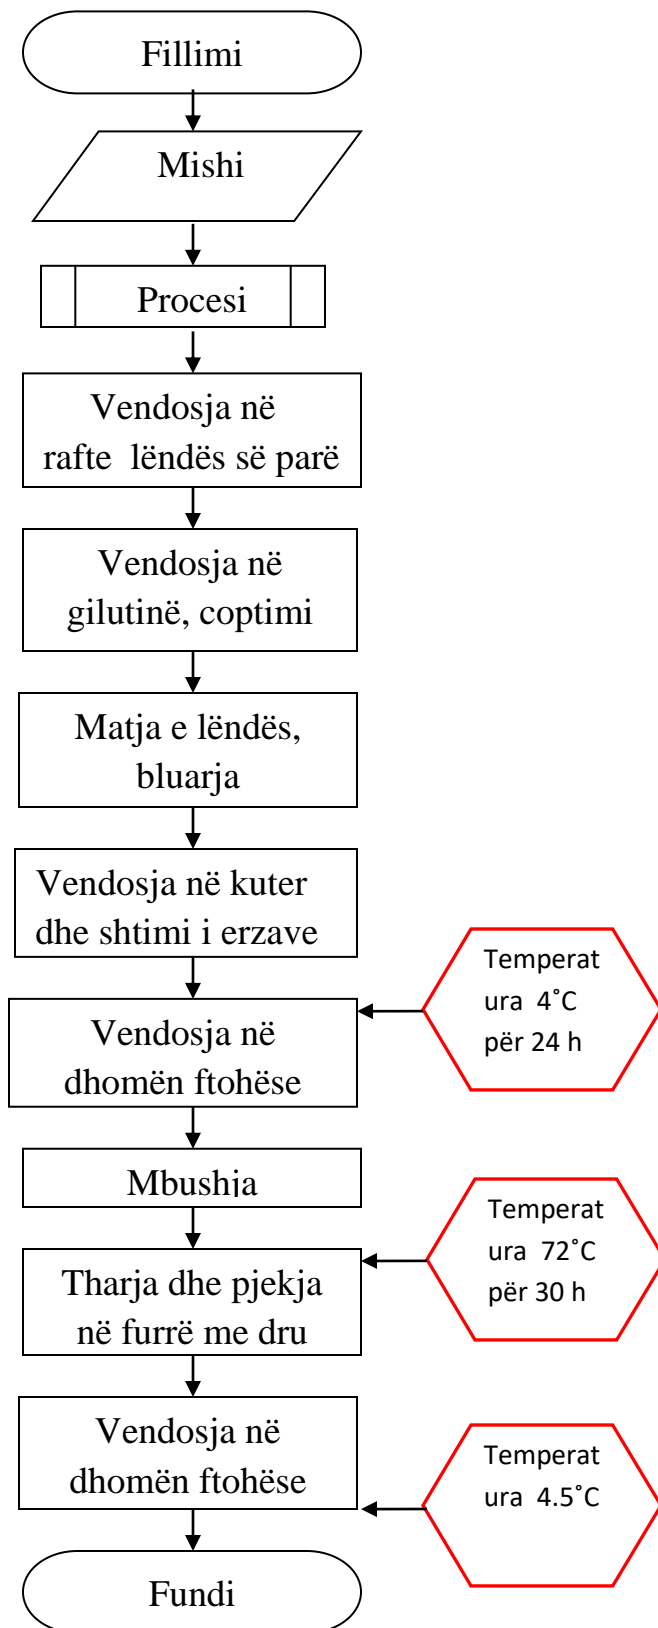 Fillimi
Mishi
Procesi
Vendosja në
rafte lëndës së parë
Vendosja në
gilutinë, coptimi
Matja e lëndës,
bluarja
Vendosja në kuter
dhe shtimi i erzave
Temperat
ura 4˚C
për 24 h
Vendosja në
dhomën ftohëse
Mbushja
Temperat
ura 72˚C
për 30 h
Tharja dhe pjekja
në furrë me dru
Vendosja në
dhomën ftohëse
Temperat
ura 4.5˚C
Fundi